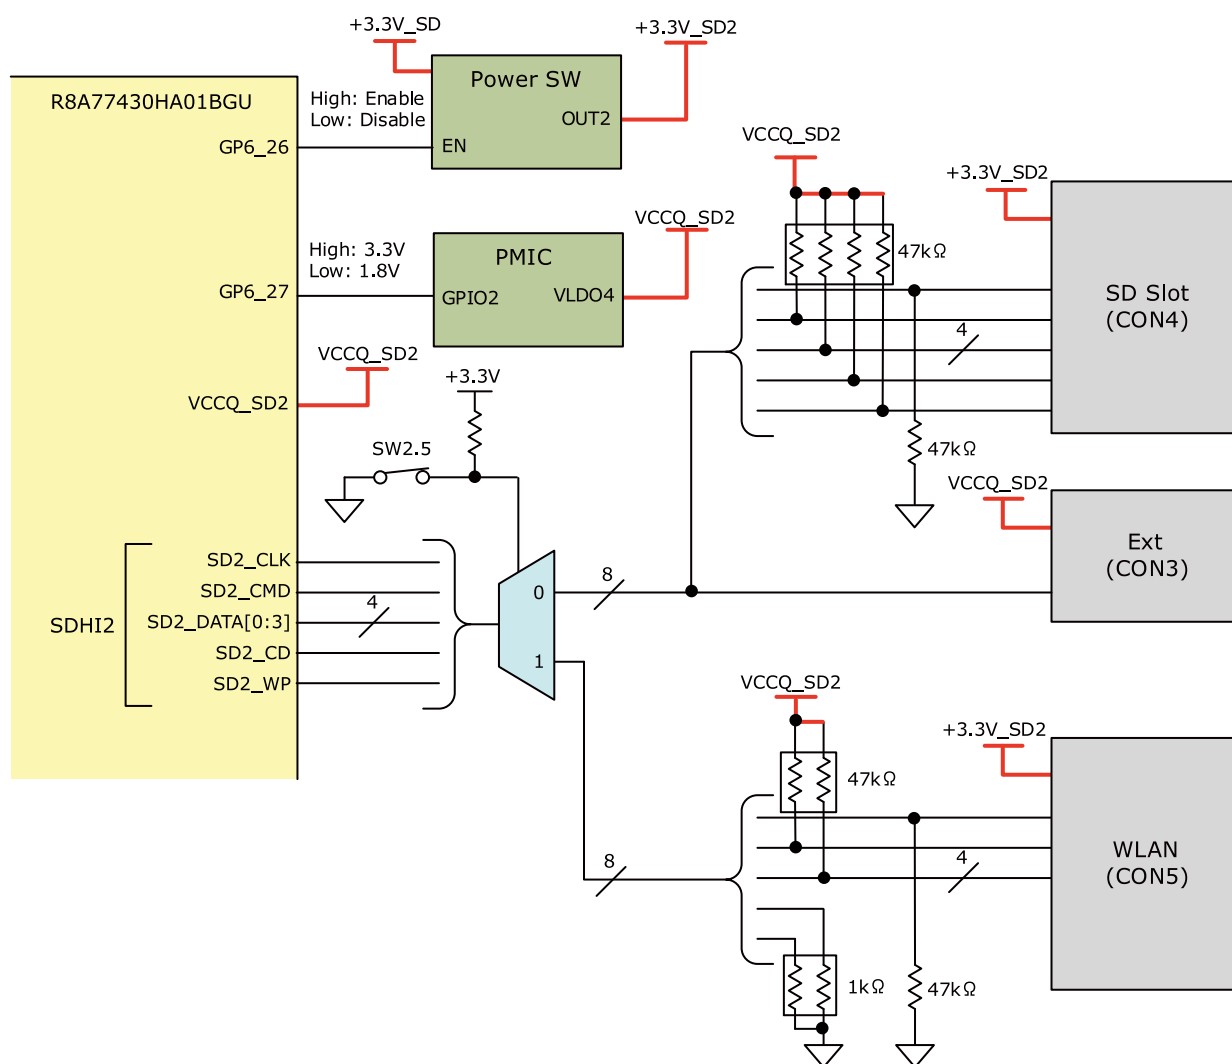 +3.3V_SD
+3.3V_SD2
R8A77430HA01BGU
High: Enable
Low: Disable
Power SW
OUT2
EN
GP6_26
VCCQ_SD2
+3.3V_SD2
47kΩ
SD Slot
(CON4)
4
47kΩ
High: 3.3V
Low: 1.8V
VCCQ_SD2
PMIC
GPIO2
VLDO4
GP6_27
VCCQ_SD2
VCCQ_SD2
+3.3V
SW2.5
VCCQ_SD2
Ext
(CON3)
SDHI2
SD2_CLK
SD2_CMD
SD2_DATA[0:3]
SD2_CD
SD2_WP
4
0
1
8
8
VCCQ_SD2
+3.3V_SD2
47kΩ
WLAN
(CON5)
4
1kΩ
47kΩ